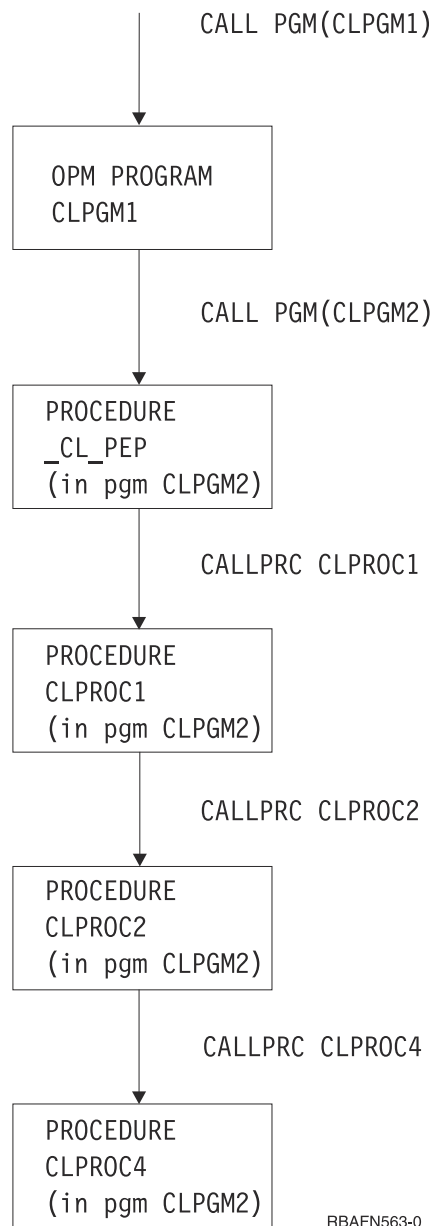 CALL PGM(CLPGM1)
OPM PROGRAM
CLPGM1
CALL PGM(CLPGM2)
PROCEDURE
_CL_PEP
(in pgm CLPGM2)
CALLPRC CLPROC1
PROCEDURE
CLPROC1
(in pgm CLPGM2)
CALLPRC CLPROC2
PROCEDURE
CLPROC2
(in pgm CLPGM2)
CALLPRC CLPROC4
PROCEDURE
CLPROC4
(in pgm CLPGM2)
RBAFN563-0